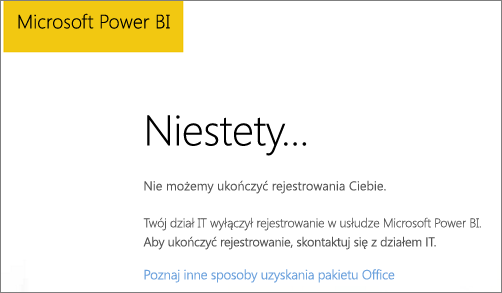 Microsoft Power BI
Niestety...
Nie możemy ukończyć rejestrowania Ciebie.
Twój dział IT wyłączył rejestrowanie w usłudze Microsoft Power BI.
Aby ukończyć rejestrowanie, skontaktuj się z działem IT.
Poznaj inne sposoby uzyskania pakietu Office